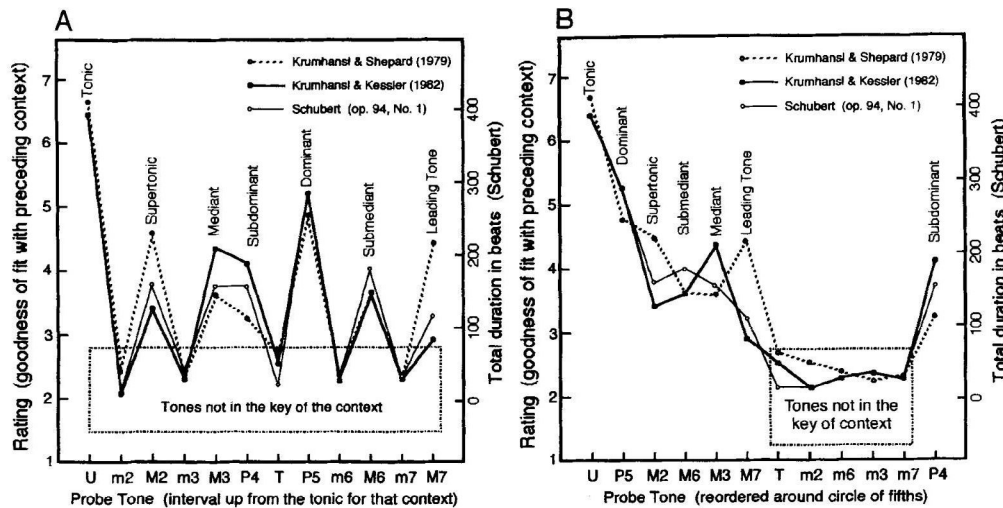 A
Rating (goodness of fit with preceding context)
7
6
5
4
3
2
1
Tonic
Supertonic
Mediant
Subdominant
Dominant
Submediant
Leading Tone
Krumhansl & Shepard (1979)
Krumhansl & Kessler (1982)
Schubert (op. 94, No. 1)
Tones not in the key of the context
400
300
200
100
0
Total duration in beats (Schubert)
U m2 M2 m3 M3 P4 T P5 m6 M6 m7 M7
Probe Tone (interval up from the tonic for that context)
B
Rating (goodness of fit with preceding context)
7
6
5
4
3
2
1
Tonic
Dominant
Supertonic
Submediant
Mediant
Leading Tone
Subdominant
Krumhansl & Shepard (1979)
Krumhansl & Kessler (1982)
Schubert (op. 94, No. 1)
Tones not in the
key of context
400
300
200
100
0
Total duration in beats (Schubert)
U P5 M2 M6 M3 M7 T m2 m6 m3 m7 P4
Probe Tone (reordered around circle of fifths)